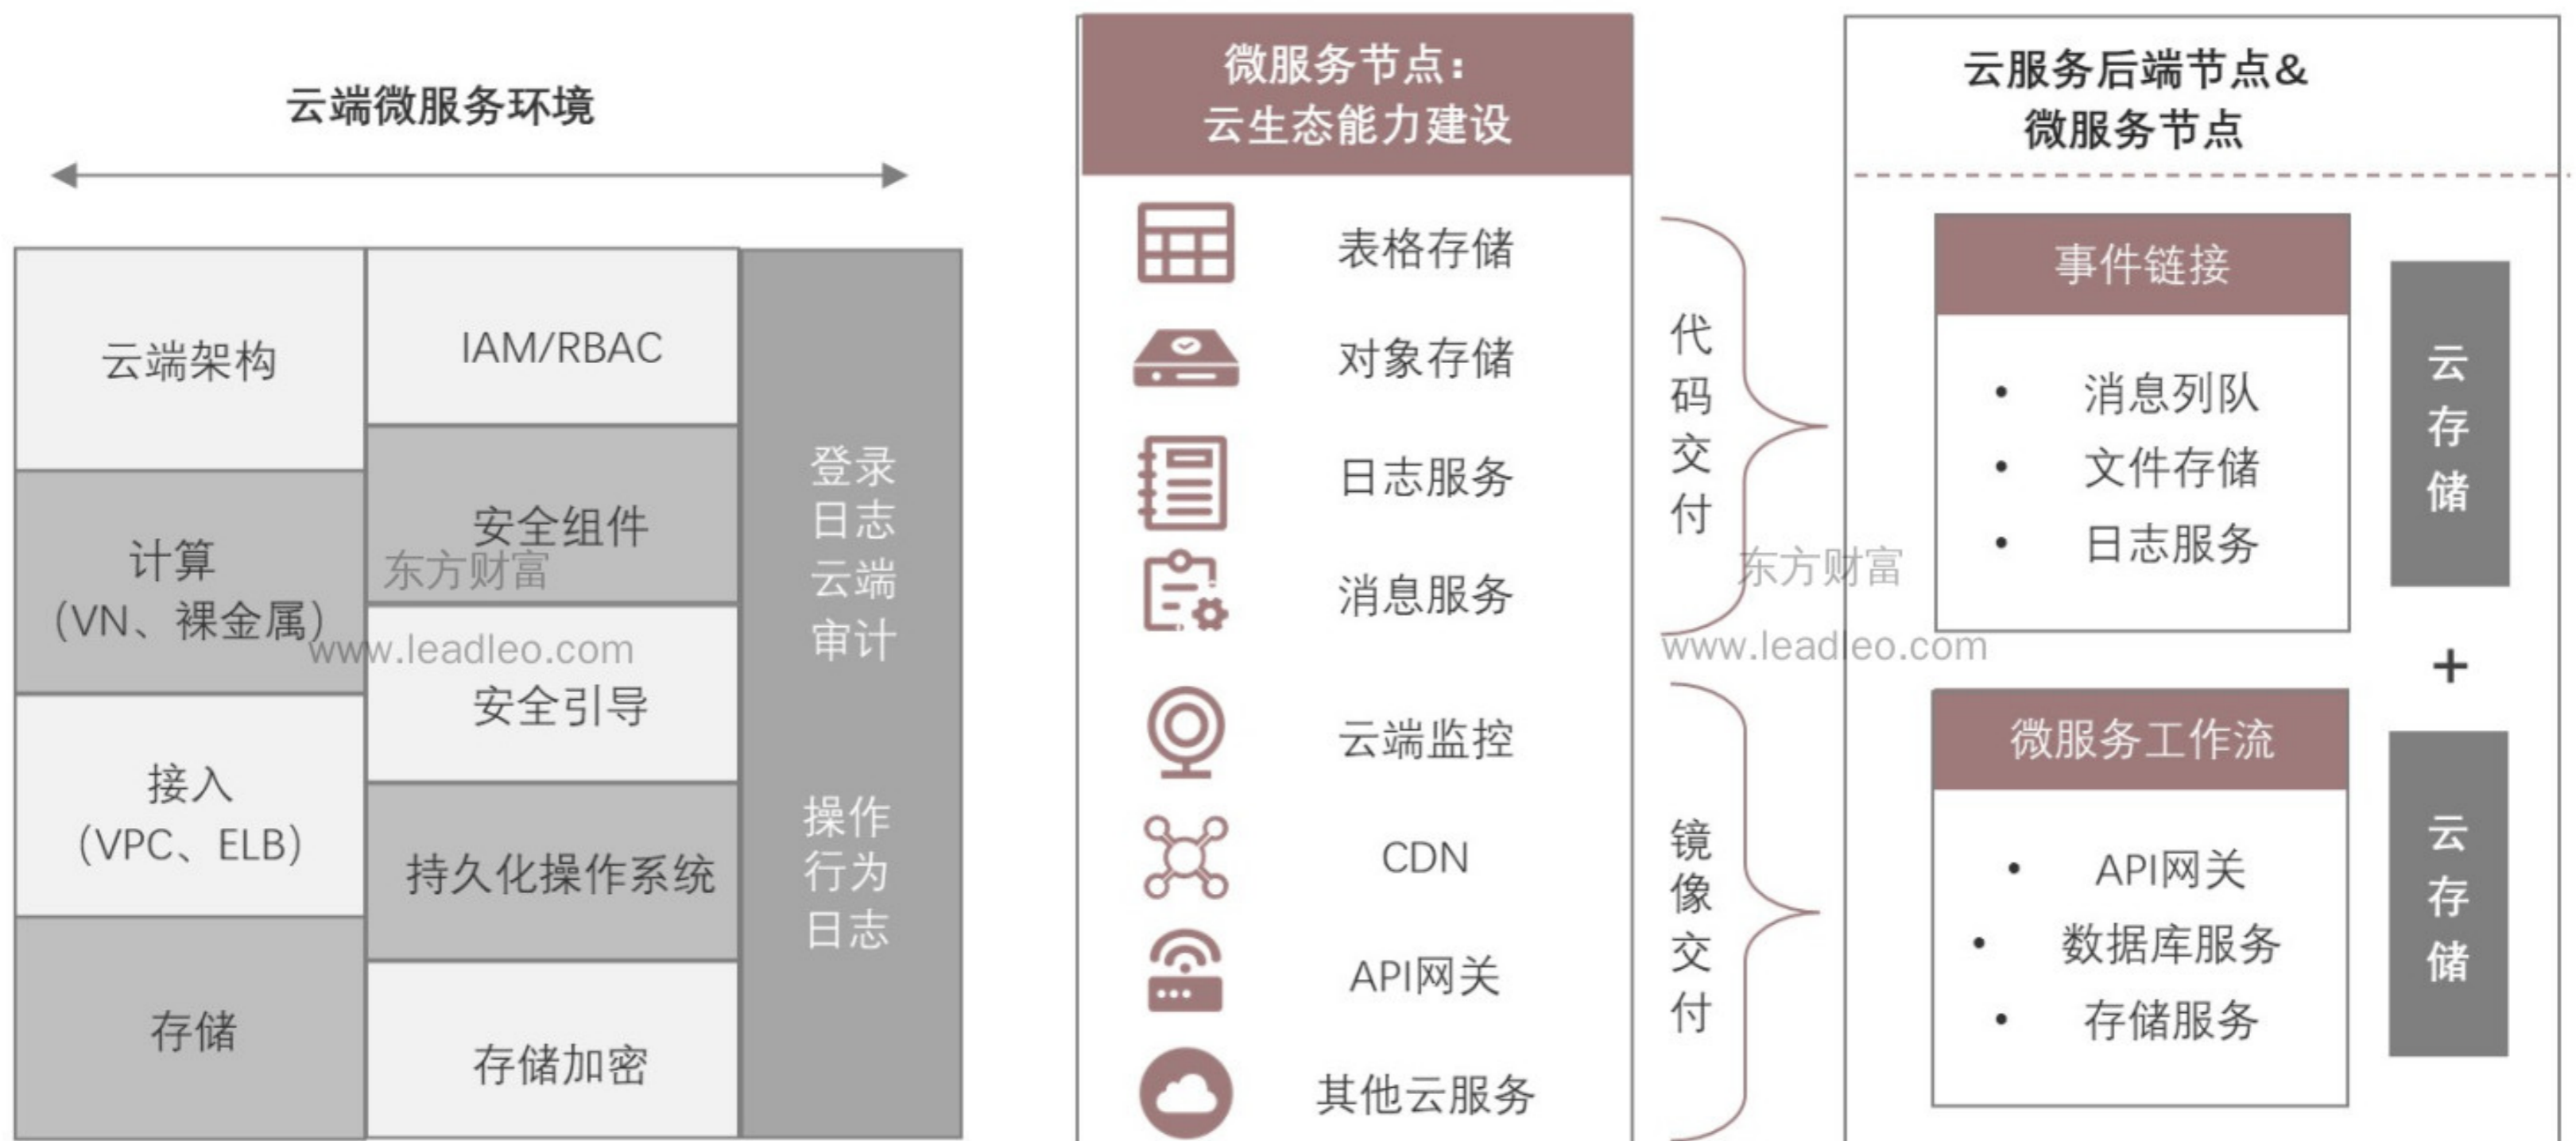 云端微服务环境
云端架构
计算
（VN、裸金属）
接入
（VPC、ELB）
存储
IAM/RBAC
安全组件
安全引导
持久化操作系统
存储加密
登录
日志
云端
审计
操作
行为
日志
东方财富
www.leadleo.com
微服务节点：
云生态能力建设
表格存储
对象存储
日志服务
消息服务
云端监控
CDN
API网关
其他云服务
代
码
交
付
镜
像
交
付
东方财富
www.leadleo.com
云服务后端节点&
微服务节点
事件链接
• 消息列队
• 文件存储
• 日志服务
云
存
储
+
微服务工作流
• API网关
• 数据库服务
• 存储服务
云
存
储